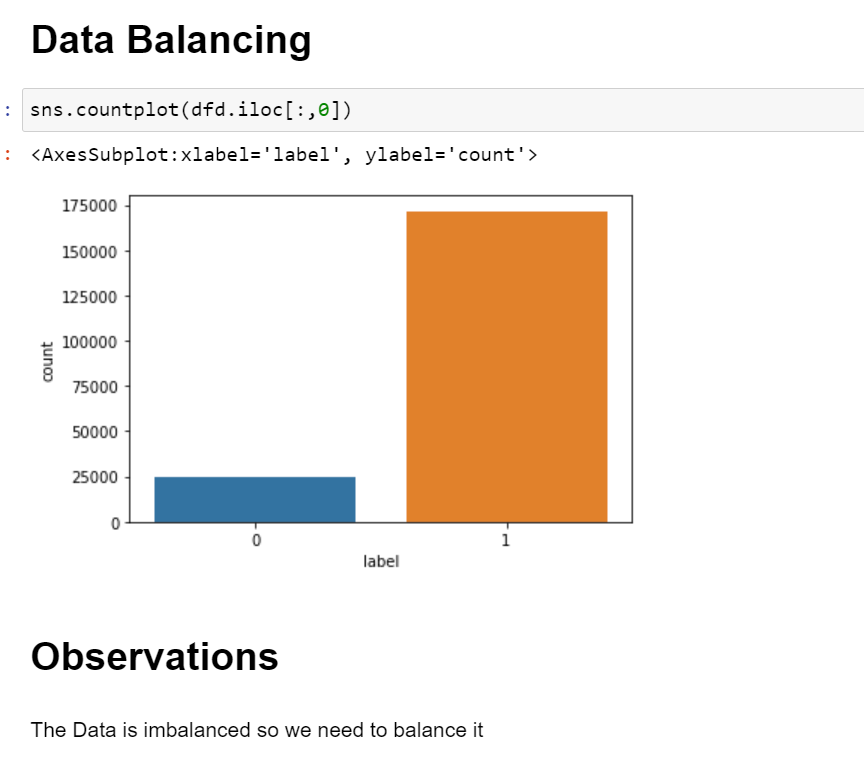 Data Balancing
: sns.countplot(dfd.iloc[:,0])
: <AxesSubplot:xlabel='label', ylabel='count'>
175000
150000
125000
100000
75000
50000
25000
0
count
0 1
label
Observations
The Data is imbalanced so we need to balance it